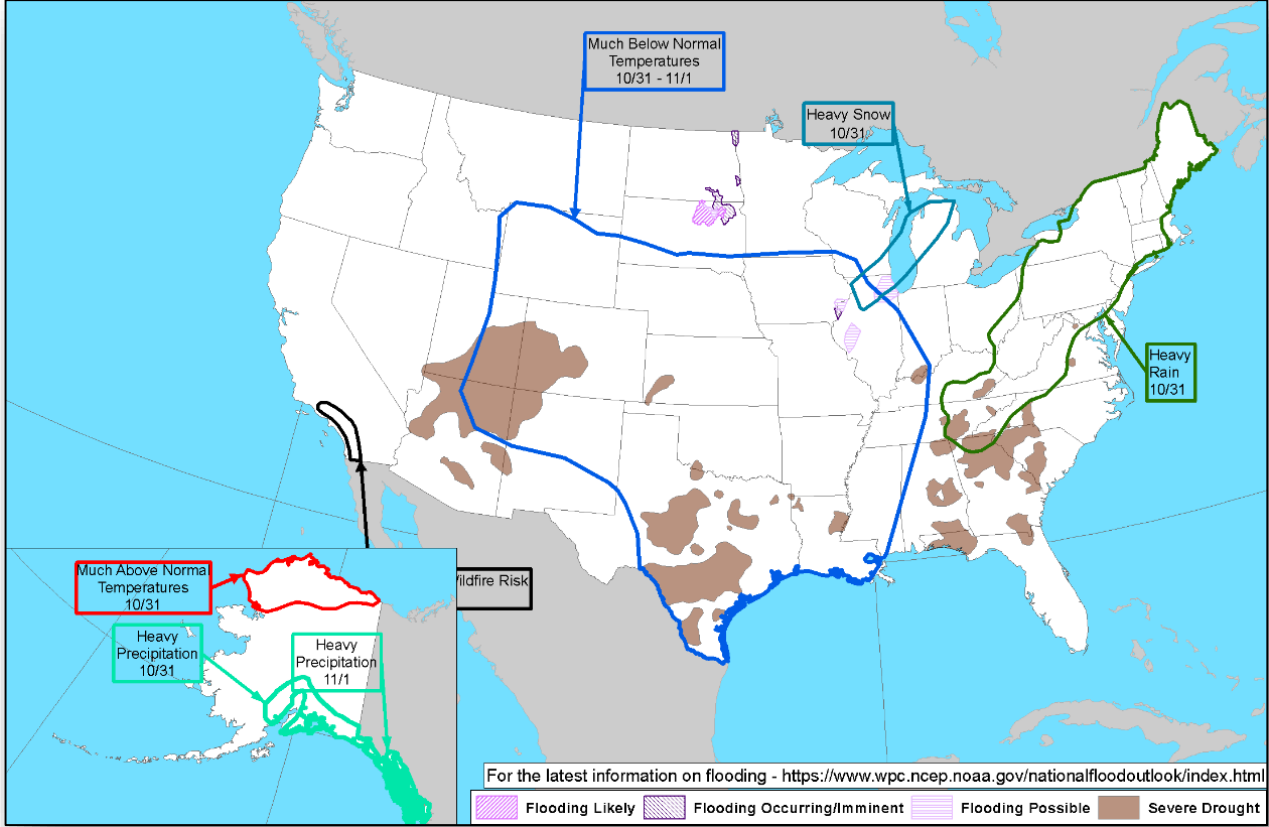 Much Below Normal
Temperatures
10/31 - 11/1
Heavy Snow
10/31
Heavy
Rain
10/31
Much Above Normal
Temperatures
10/31
Heavy
Precipitation
10/31
Heavy
Precipitation
11/1
Risk
For the latest information on flooding - https://www.wpc.ncep.noaa.gov/nationalfloodoutlook/index.html
Flooding Likely
Flooding Occurring/Imminent
Flooding Possible
Severe Drought